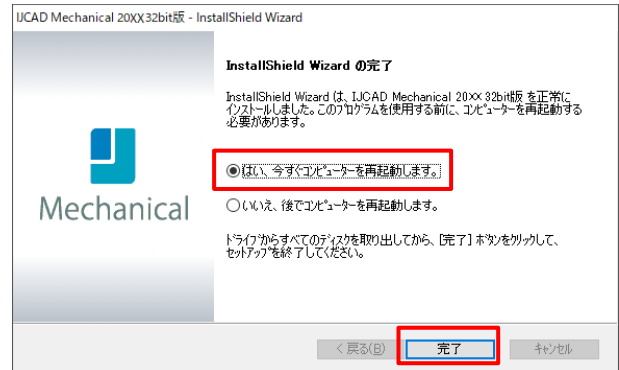 IJCAD Mechanical 20XX 32bit版 - InstallShield Wizard
InstallShield Wizard の完了
InstallShield Wizard は、IJCAD Mechanical 20XX 32bit版 を正常に
インストールしました。このプログラムを使用する前に、コンピューターを再起動する
必要があります。
はい、今すぐコンピューターを再起動します。
Mechanical
いいえ、後でコンピューターを再起動します。
ドライブからすべてのディスクを取り出してから、[完了] ボタンをクリックして、
セットアップを終了してください。
< 戻る(B)
完了
キャンセル